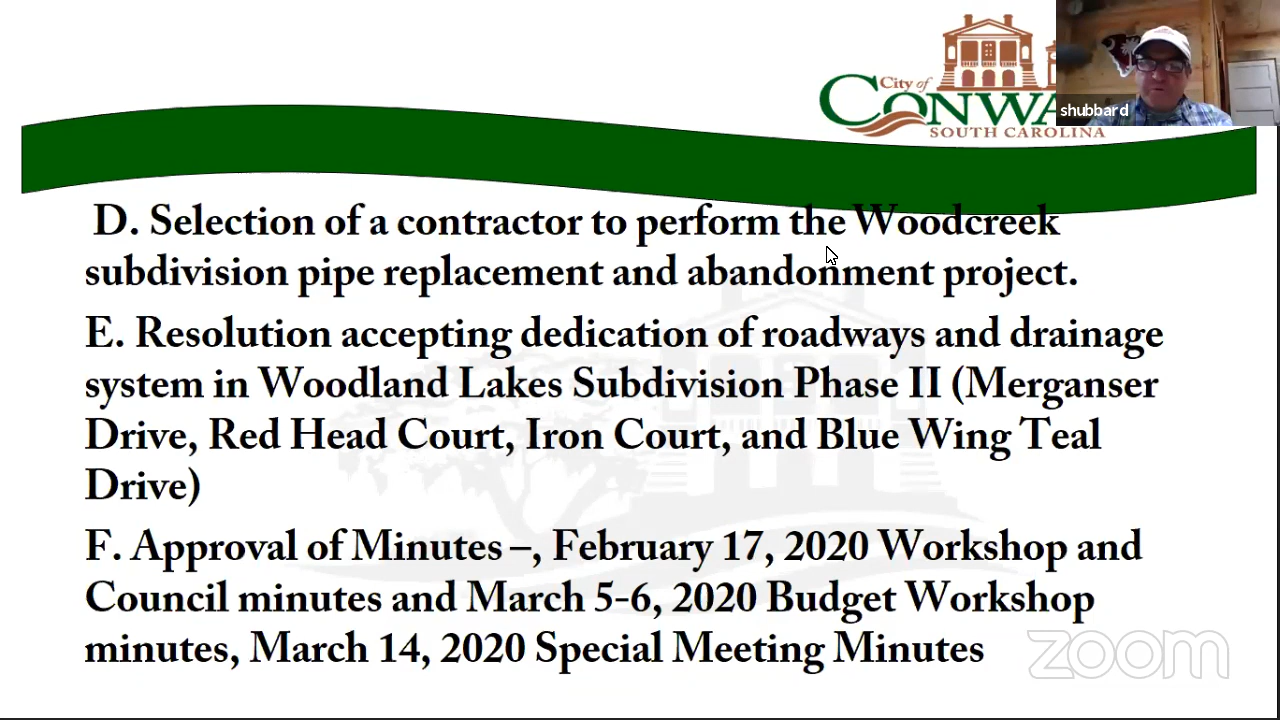 City of
CONWA
SOUTH CAROLINA
shubbard
D. Selection of a contractor to perform the Woodcreek
subdivision pipe replacement and abandonment project.
E. Resolution accepting dedication of roadways and drainage
system in Woodland Lakes Subdivision Phase II (Merganser
Drive, Red Head Court, Iron Court, and Blue Wing Teal
Drive)
F. Approval of Minutes –, February 17, 2020 Workshop and
Council minutes and March 5-6, 2020 Budget Workshop
minutes, March 14, 2020 Special Meeting Minutes
zoom